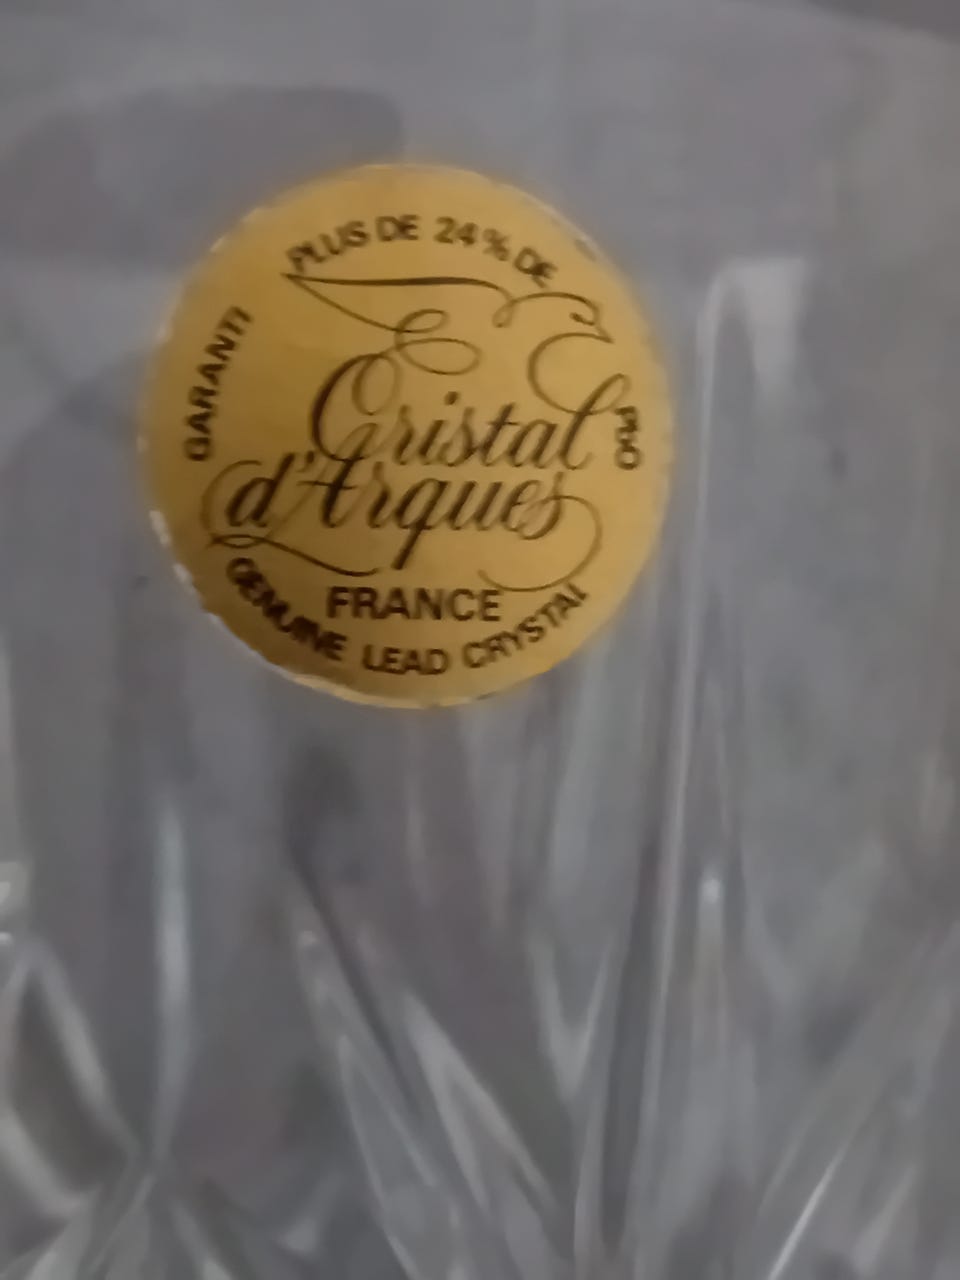 GARANTI PLUS DE 24% DE PBO
Cristal
d'Arques
FRANCE
GENUINE LEAD CRYSTAL